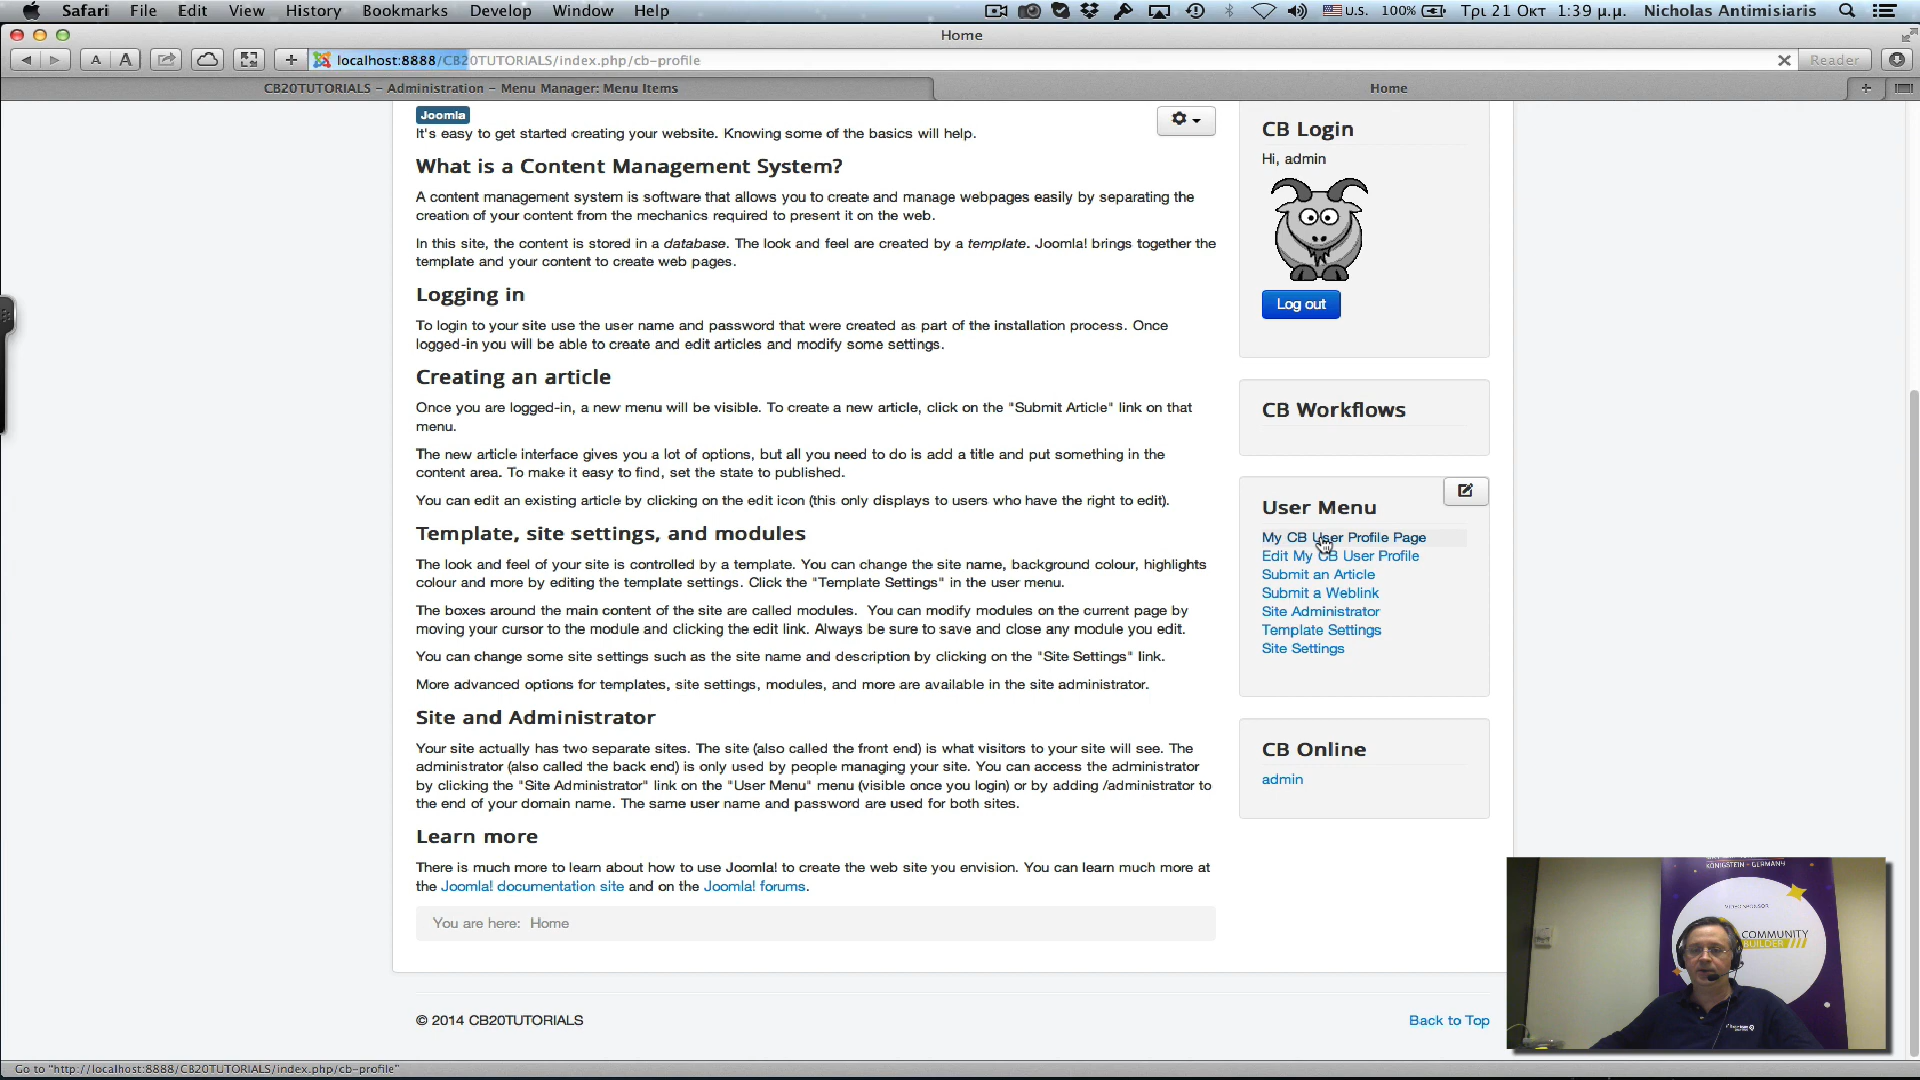 Safari File Edit View History Bookmarks Develop Window Help U.S. 100% Τρι 21 Οκτ 1:39 μ.μ. Nicholas Antimisiaris
Home
A A + localhost:8888/CB20TUTORIALS/index.php/cb-profile Reader
CB20TUTORIALS – Administration – Menu Manager: Menu Items Home +
Joomla
It's easy to get started creating your website. Knowing some of the basics will help.
What is a Content Management System?
A content management system is software that allows you to create and manage webpages easily by separating the
creation of your content from the mechanics required to present it on the web.
In this site, the content is stored in a database. The look and feel are created by a template. Joomla! brings together the
template and your content to create web pages.
Logging in
To login to your site use the user name and password that were created as part of the installation process. Once
logged-in you will be able to create and edit articles and modify some settings.
Creating an article
Once you are logged-in, a new menu will be visible. To create a new article, click on the "Submit Article" link on that
menu.
The new article interface gives you a lot of options, but all you need to do is add a title and put something in the
content area. To make it easy to find, set the state to published.
You can edit an existing article by clicking on the edit icon (this only displays to users who have the right to edit).
Template, site settings, and modules
The look and feel of your site is controlled by a template. You can change the site name, background colour, highlights
colour and more by editing the template settings. Click the "Template Settings" in the user menu.
The boxes around the main content of the site are called modules.  You can modify modules on the current page by
moving your cursor to the module and clicking the edit link. Always be sure to save and close any module you edit.
You can change some site settings such as the site name and description by clicking on the "Site Settings" link.
More advanced options for templates, site settings, modules, and more are available in the site administrator.
Site and Administrator
Your site actually has two separate sites. The site (also called the front end) is what visitors to your site will see. The
administrator (also called the back end) is only used by people managing your site. You can access the administrator
by clicking the "Site Administrator" link on the "User Menu" menu (visible once you login) or by adding /administrator to
the end of your domain name. The same user name and password are used for both sites.
Learn more
There is much more to learn about how to use Joomla! to create the web site you envision. You can learn much more at
the Joomla! documentation site and on the Joomla! forums.
You are here: Home
CB Login
Hi, admin
Log out
CB Workflows
User Menu
My CB User Profile Page
Edit My CB User Profile
Submit an Article
Submit a Weblink
Site Administrator
Template Settings
Site Settings
CB Online
admin
KÖNIGSTEIN - GERMANY
COMMUNITY
BUILDER
© 2014 CB20TUTORIALS
Back to Top
Go to "http://localhost:8888/CB20TUTORIALS/index.php/cb-profile"